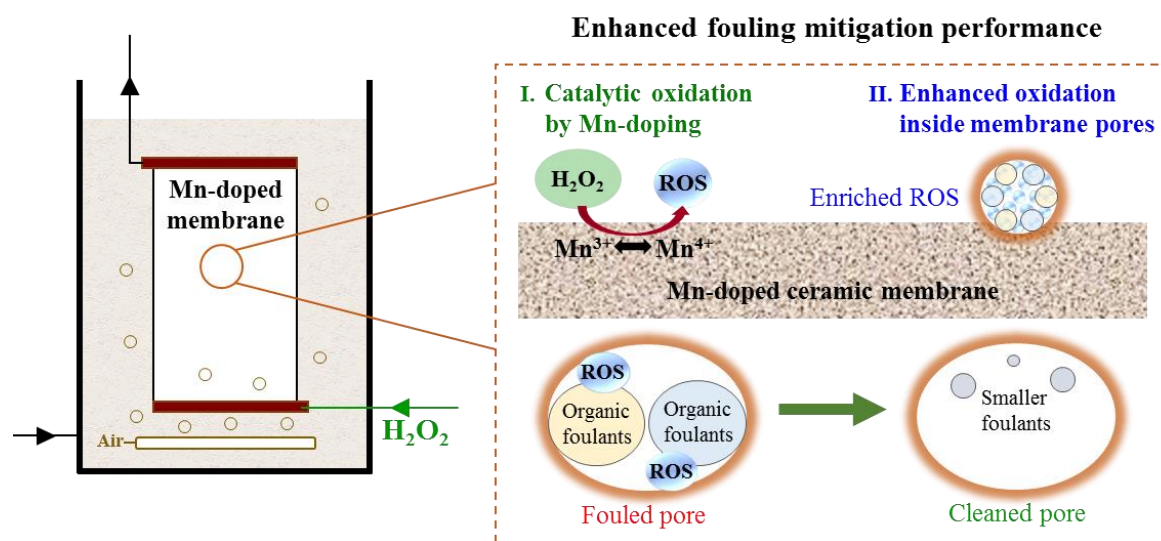 Enhanced fouling mitigation performance
Mn-doped
membrane
Air
H₂O₂
I. Catalytic oxidation
by Mn-doping
II. Enhanced oxidation
inside membrane pores
H₂O₂
ROS
Enriched ROS
Mn³⁺ Mn⁴⁺
Mn-doped ceramic membrane
ROS
Organic
foulants
Organic
foulants
ROS
Fouled pore
Smaller
foulants
Cleaned pore